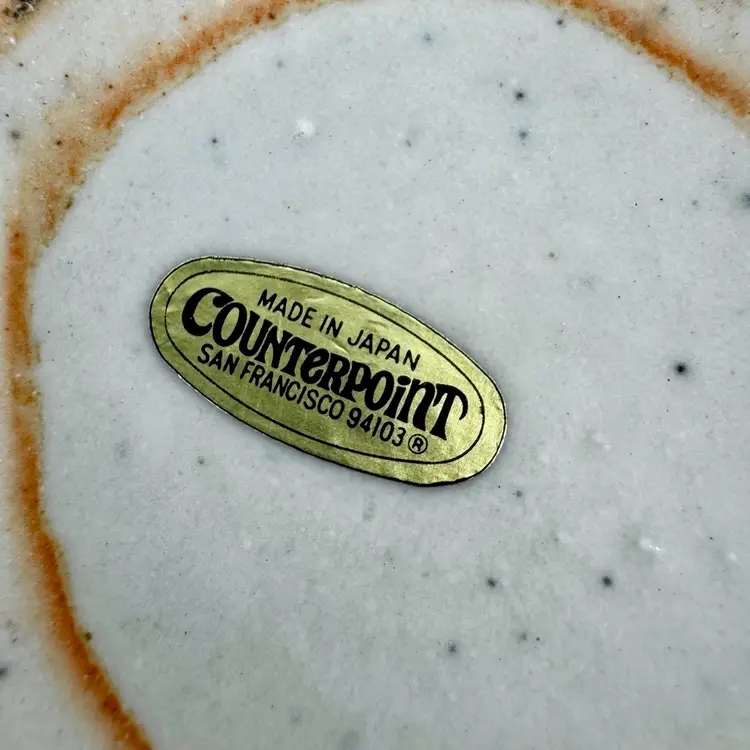 MADE IN JAPAN
COUNTERPOiNT
SAN FRANCISCO 94103 ®